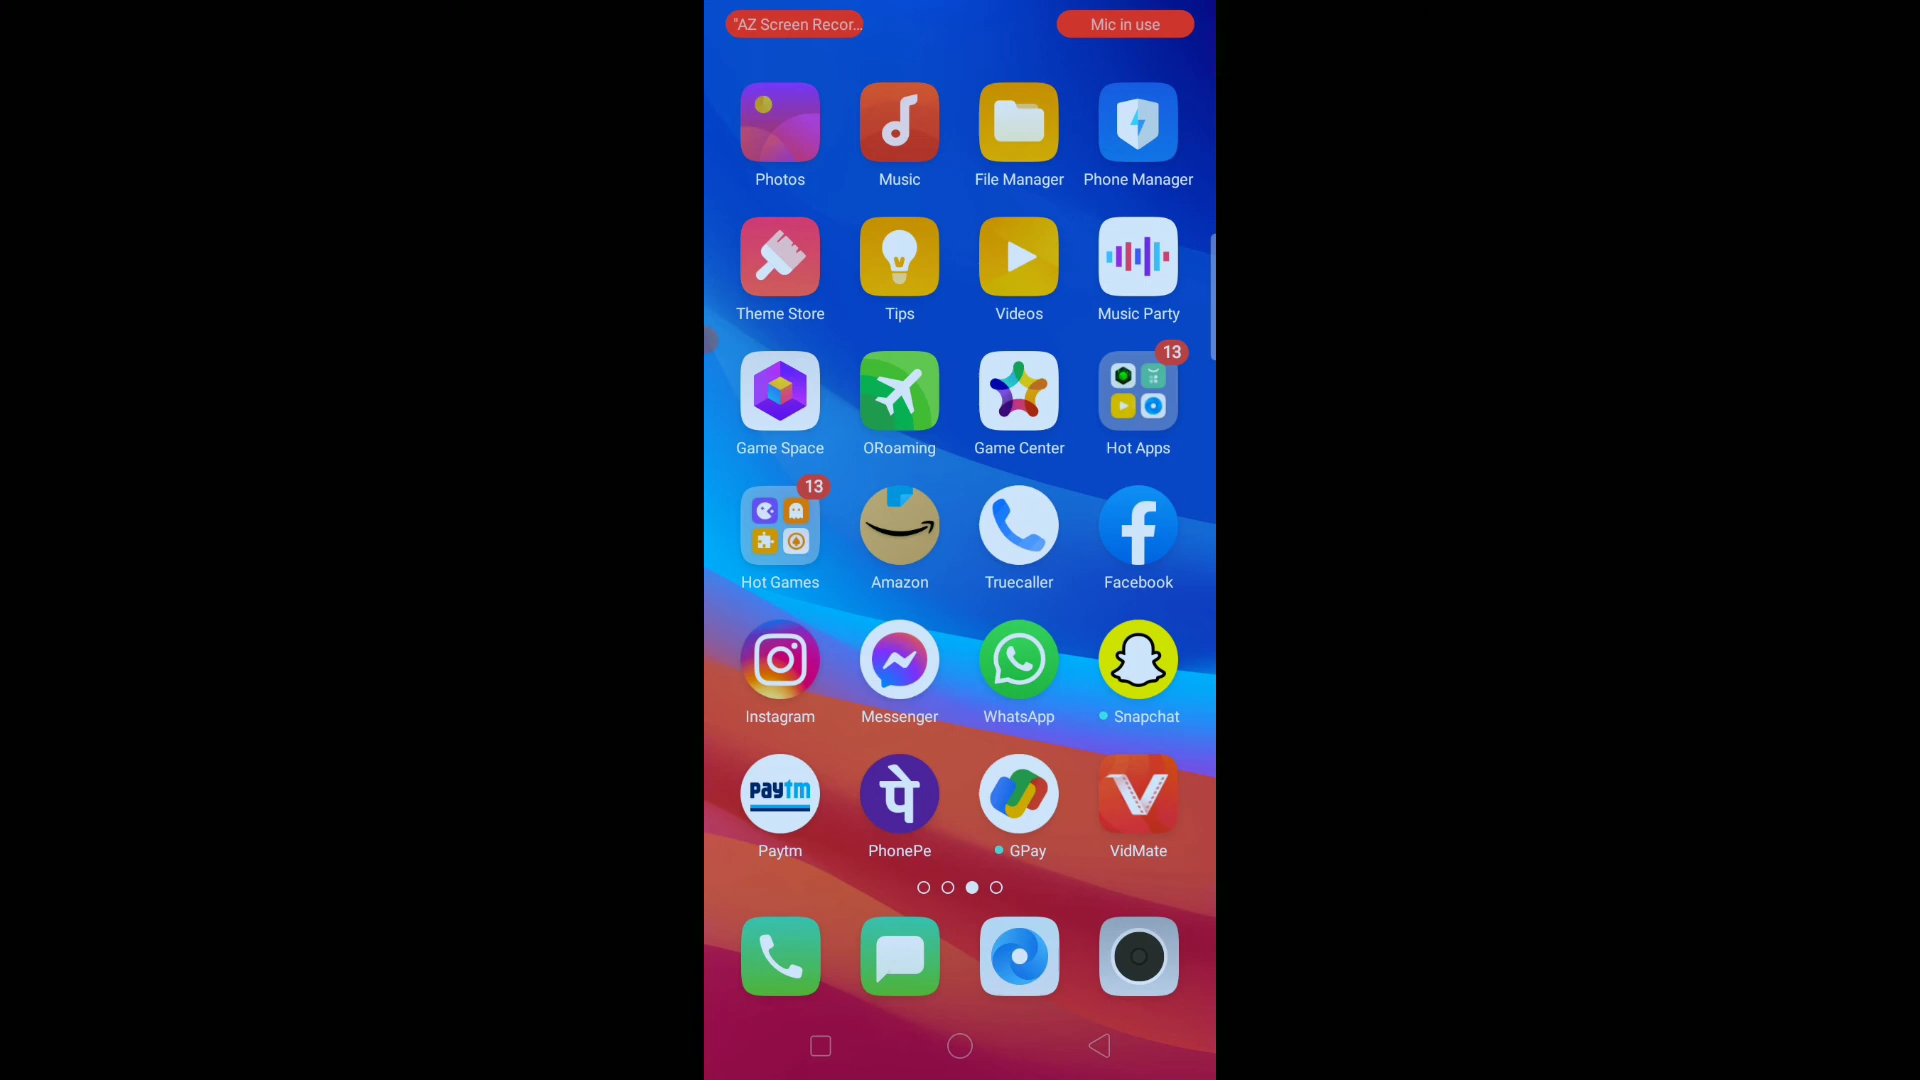 "AZ Screen Recor... Mic in use
Photos Music File Manager Phone Manager
Theme Store Tips Videos Music Party
13
Game Space ORoaming Game Center Hot Apps
13
Hot Games Amazon Truecaller Facebook
Instagram Messenger WhatsApp Snapchat
paytm पे
Paytm PhonePe GPay VidMate